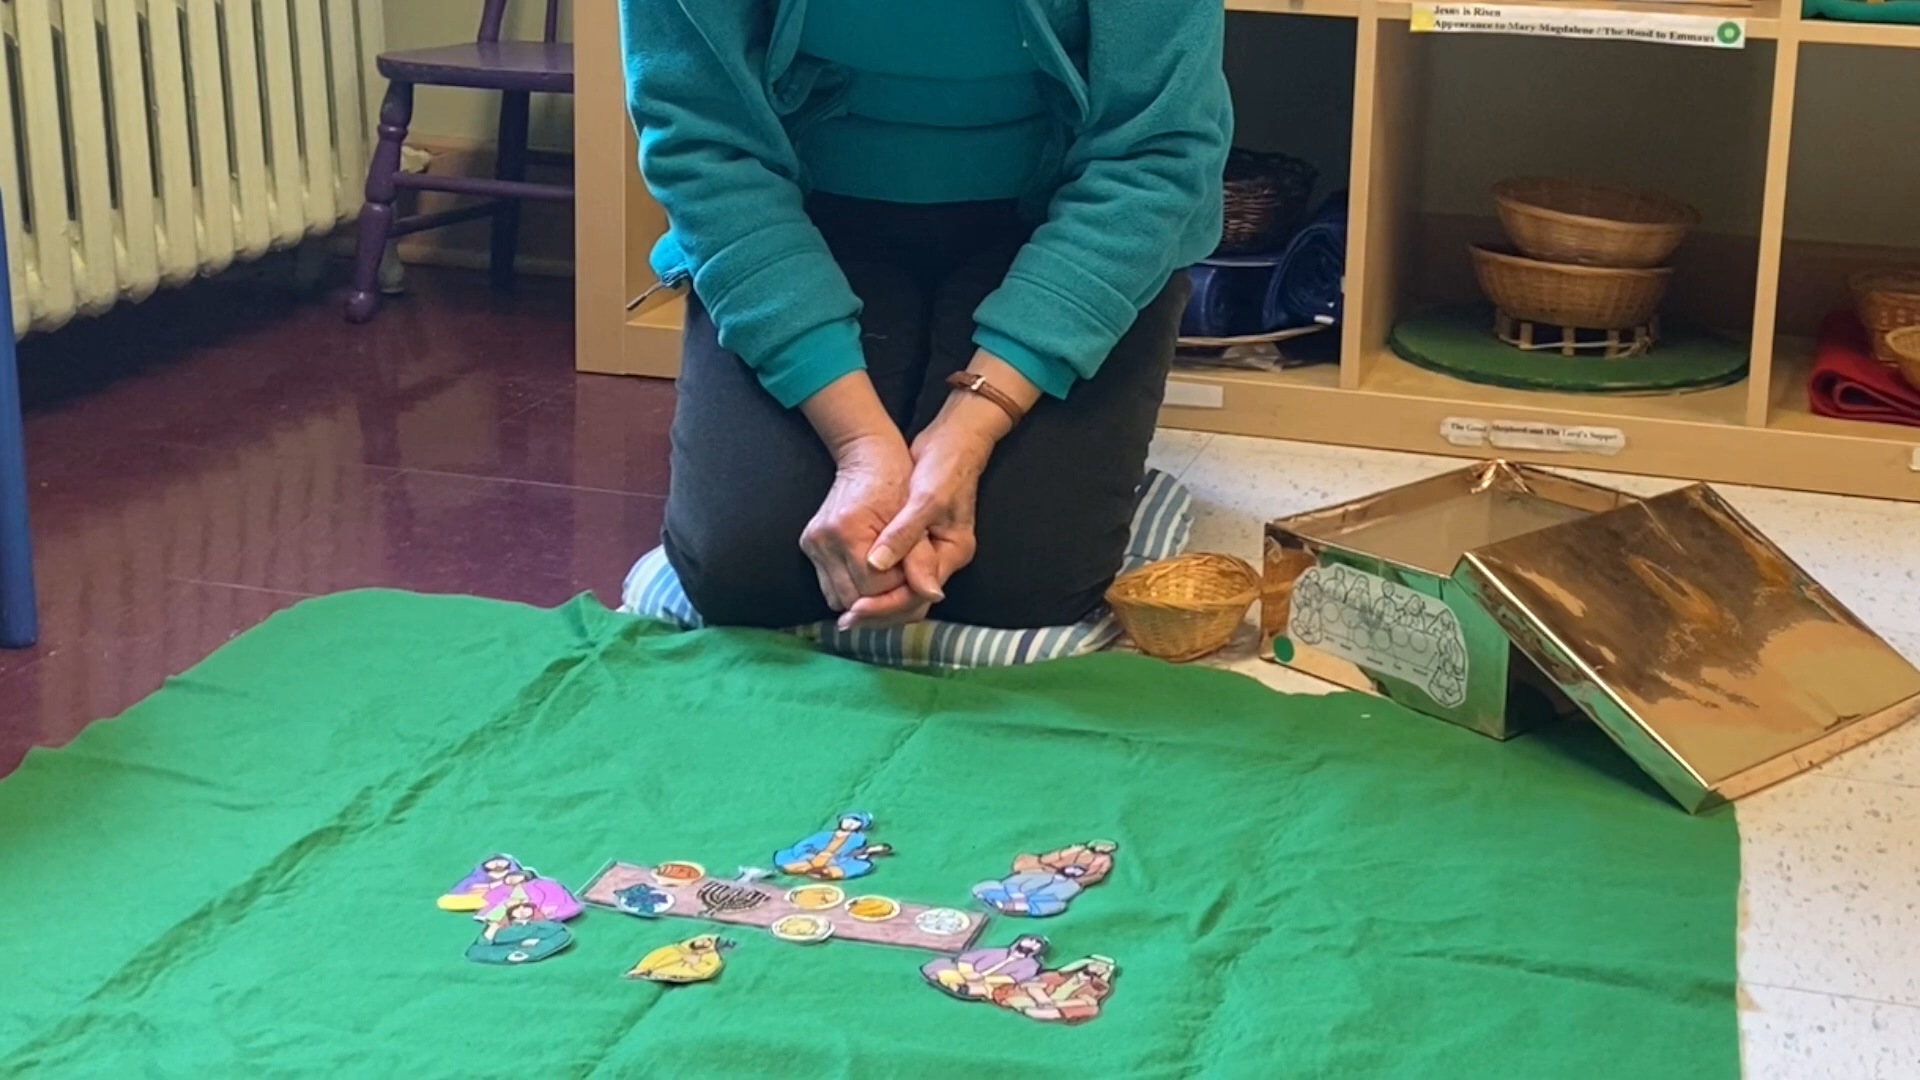 Jesus is Risen
Appearance to Mary Magdalene / The Road to Emmaus
The Good Shepherd and The Lord's Supper